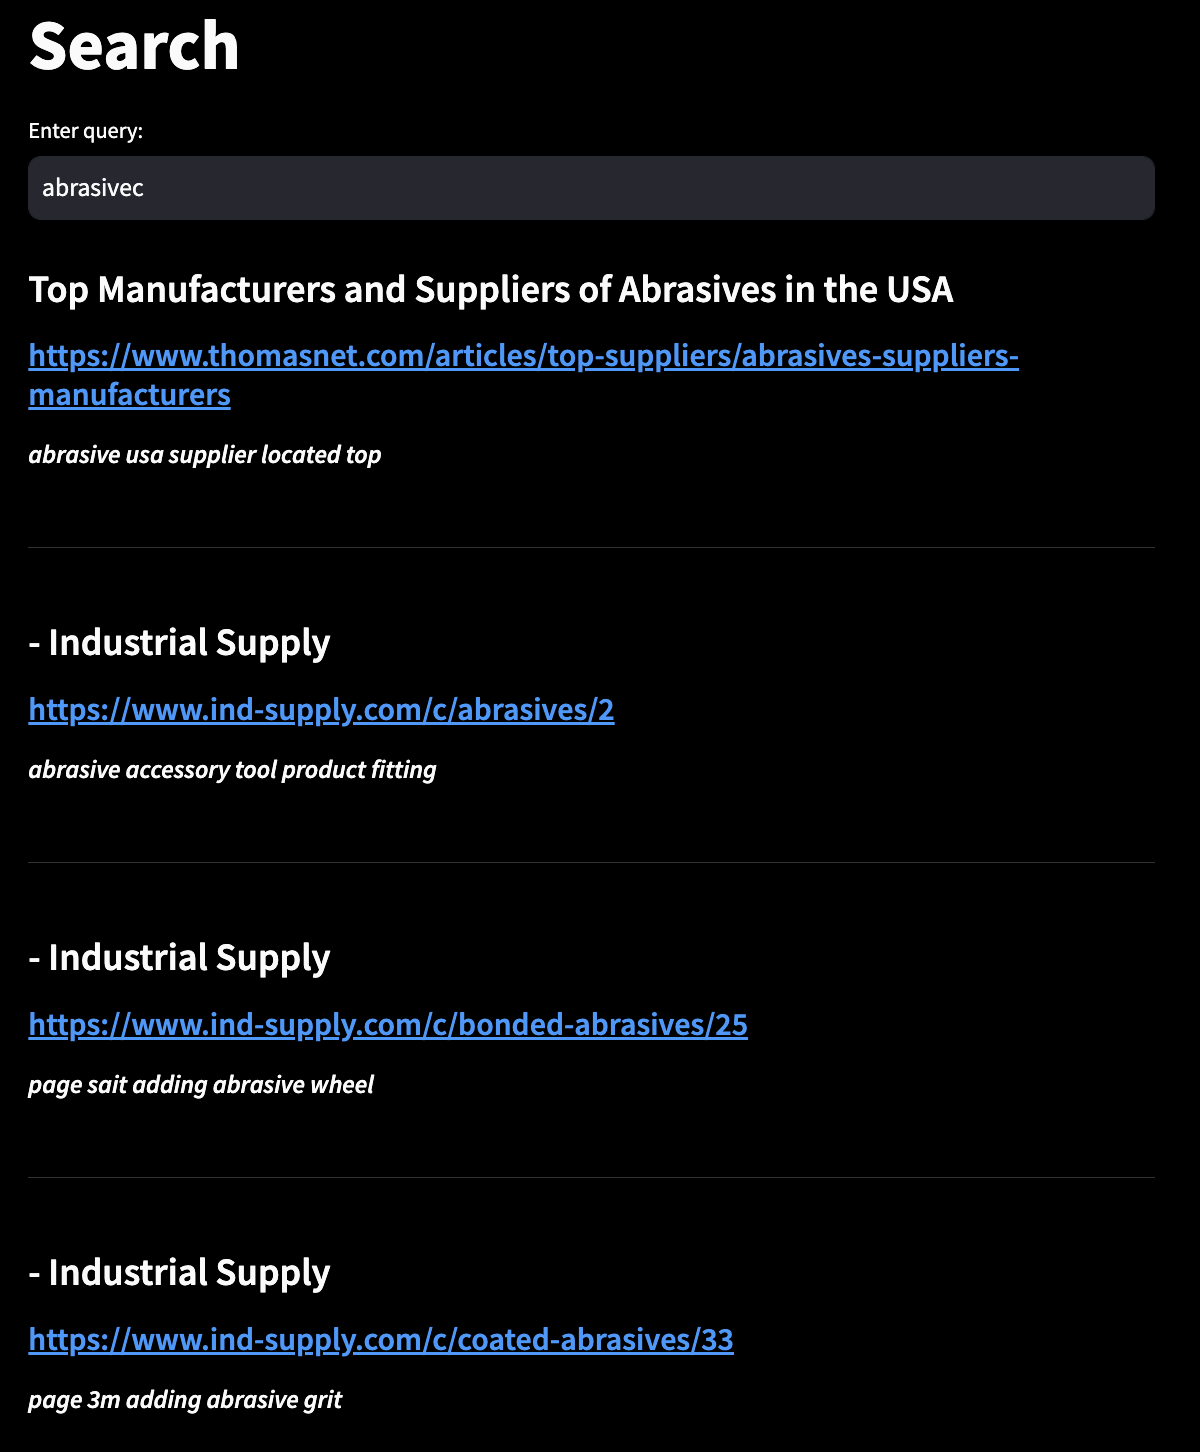 Search
Enter query:
abrasivec
Top Manufacturers and Suppliers of Abrasives in the USA
https://www.thomasnet.com/articles/top-suppliers/abrasives-suppliers-
manufacturers
abrasive usa supplier located top
- Industrial Supply
https://www.ind-supply.com/c/abrasives/2
abrasive accessory tool product fitting
- Industrial Supply
https://www.ind-supply.com/c/bonded-abrasives/25
page sait adding abrasive wheel
- Industrial Supply
https://www.ind-supply.com/c/coated-abrasives/33
page 3m adding abrasive grit